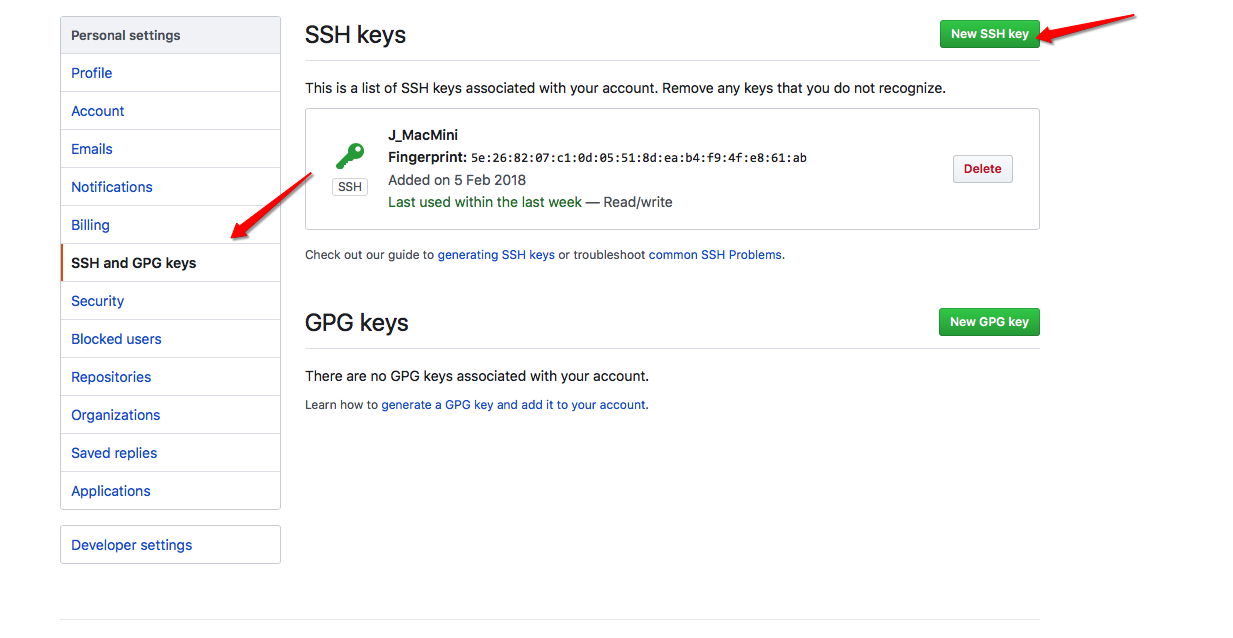 Personal settings
Profile
Account
Emails
Notifications
Billing
SSH and GPG keys
Security
Blocked users
Repositories
Organizations
Saved replies
Applications
Developer settings
SSH keys
New SSH key
This is a list of SSH keys associated with your account. Remove any keys that you do not recognize.
J_MacMini
Fingerprint: 5e:26:82:07:c1:0d:05:51:8d:ea:b4:f9:4f:e8:61:ab
SSH
Added on 5 Feb 2018
Last used within the last week — Read/write
Delete
Check out our guide to generating SSH keys or troubleshoot common SSH Problems.
GPG keys
New GPG key
There are no GPG keys associated with your account.
Learn how to generate a GPG key and add it to your account.